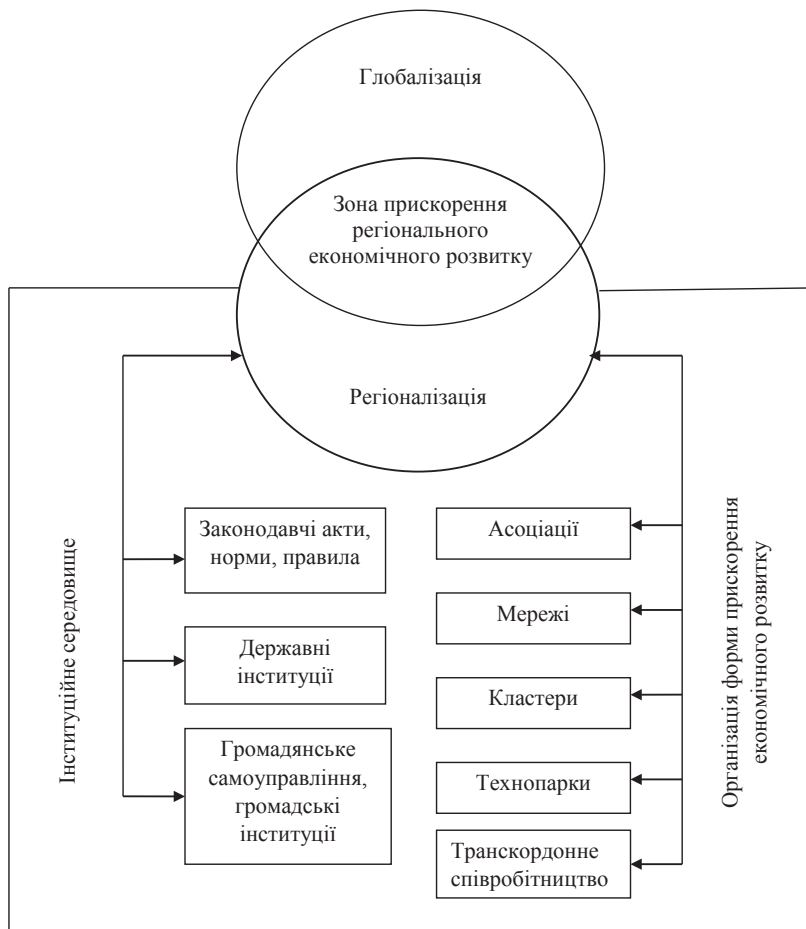 Глобалізація
Зона прискорення
регіонального
економічного розвитку
Регіоналізація
Інституційне середовище
Законодавчі акти,
норми, правила
Державні
інституції
Громадянське
самоуправління,
громадські
інституції
Асоціації
Мережі
Кластери
Технопарки
Транскордонне
співробітництво
Організація форми прискорення
економічного розвитку